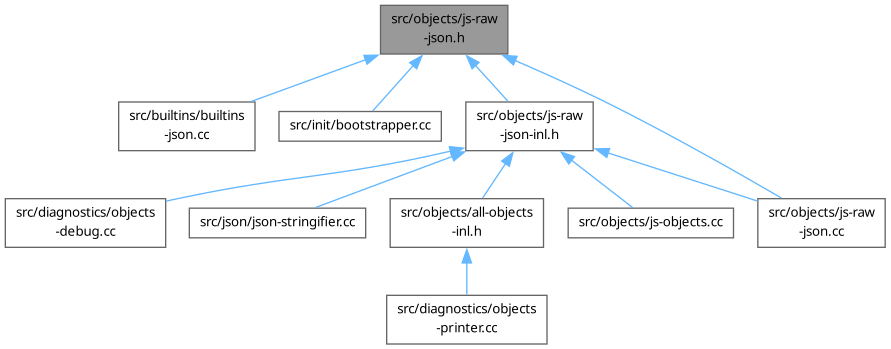 src/objects/js-raw
-json.h
src/builtins/builtins
-json.cc
src/init/bootstrapper.cc
src/objects/js-raw
-json-inl.h
src/diagnostics/objects
-debug.cc
src/json/json-stringifier.cc
src/objects/all-objects
-inl.h
src/objects/js-objects.cc
src/objects/js-raw
-json.cc
src/diagnostics/objects
-printer.cc